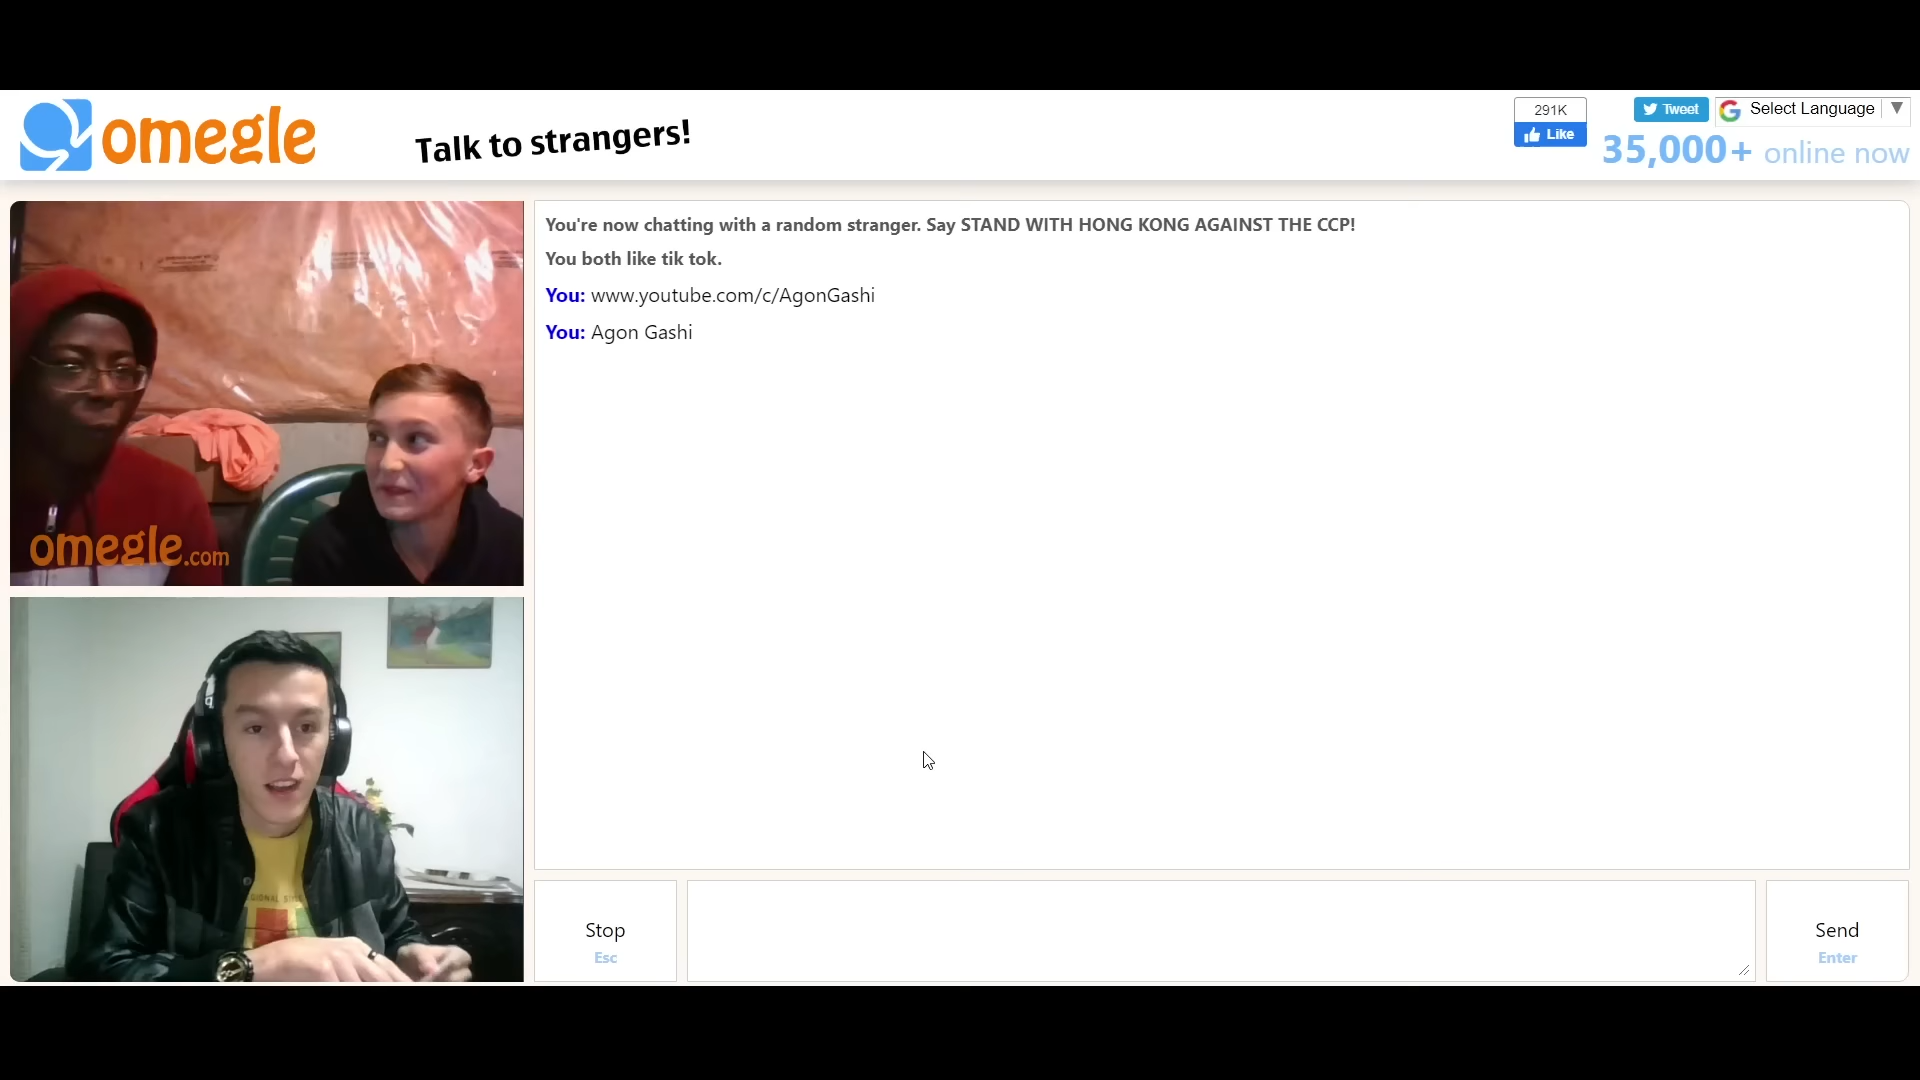 omegle
Talk to strangers!
291K
Like
Tweet
Select Language
35,000+ online now
You're now chatting with a random stranger. Say STAND WITH HONG KONG AGAINST THE CCP!
You both like tik tok.
You: www.youtube.com/c/AgonGashi
You: Agon Gashi
omegle.com
Stop
Esc
Send
Enter